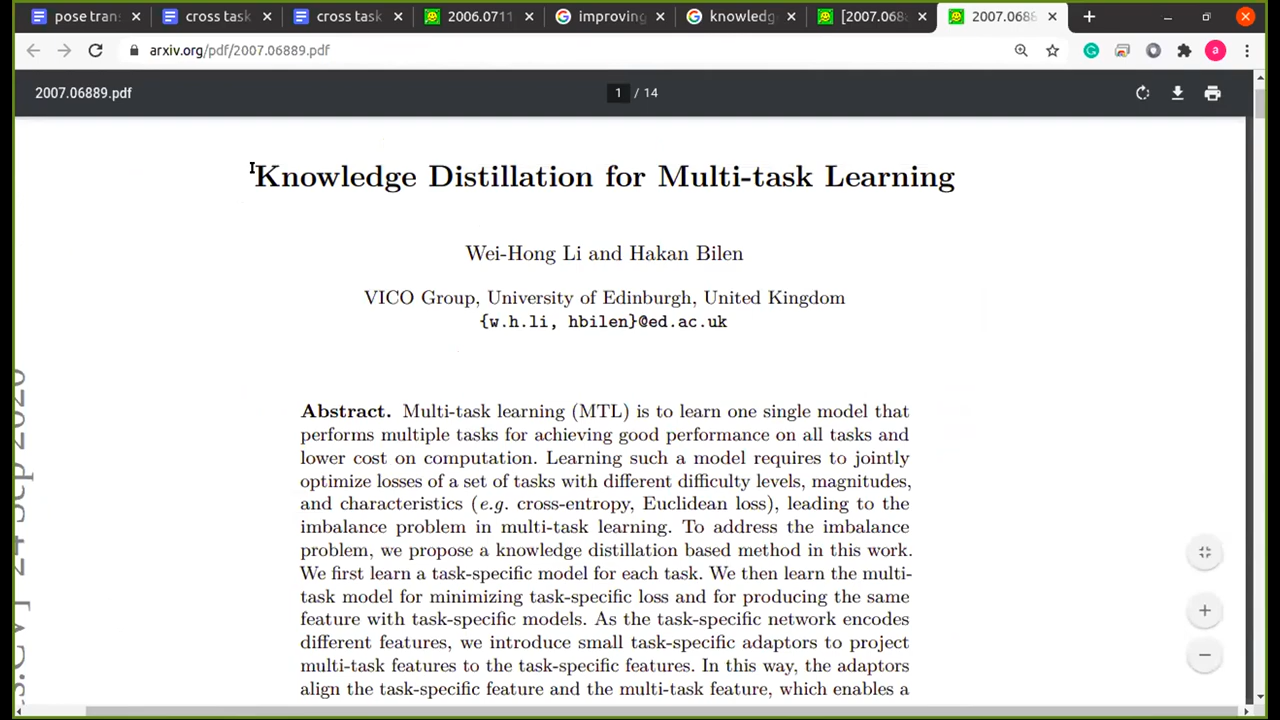 pose trans
cross task
cross task
2006.0711
improving
knowledg
[2007.068
2007.0688
arxiv.org/pdf/2007.06889.pdf
a
2007.06889.pdf
1 / 14
Knowledge Distillation for Multi-task Learning
Wei-Hong Li and Hakan Bilen
VICO Group, University of Edinburgh, United Kingdom
{w.h.li, hbilen}@ed.ac.uk
Abstract. Multi-task learning (MTL) is to learn one single model that
performs multiple tasks for achieving good performance on all tasks and
lower cost on computation. Learning such a model requires to jointly
optimize losses of a set of tasks with different difficulty levels, magnitudes,
and characteristics (e.g. cross-entropy, Euclidean loss), leading to the
imbalance problem in multi-task learning. To address the imbalance
problem, we propose a knowledge distillation based method in this work.
We first learn a task-specific model for each task. We then learn the multi-
task model for minimizing task-specific loss and for producing the same
feature with task-specific models. As the task-specific network encodes
different features, we introduce small task-specific adaptors to project
multi-task features to the task-specific features. In this way, the adaptors
align the task-specific feature and the multi-task feature, which enables a
24 Sep 2020